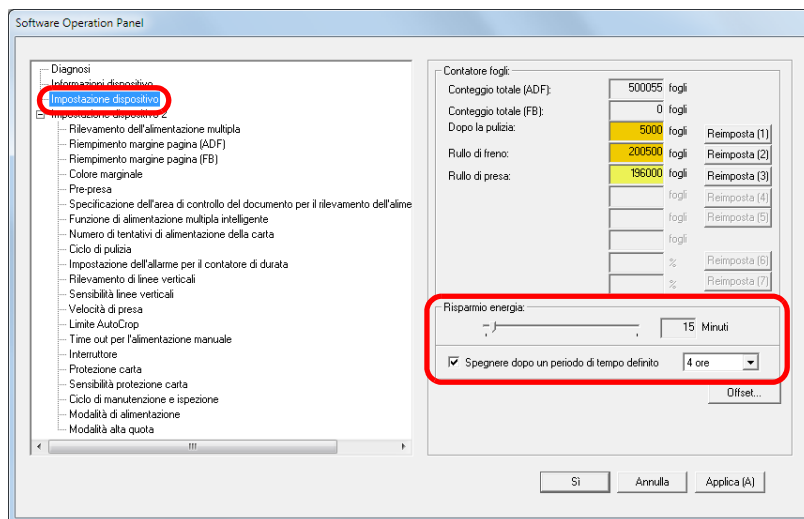 Software Operation Panel
Diagnosi
Informazioni dispositivo
Impostazione dispositivo
Impostazione dispositivo 2
Rilevamento dell'alimentazione multipla
Riempimento margine pagina (ADF)
Riempimento margine pagina (FB)
Colore marginale
Pre-presa
Specificazione dell'area di controllo del documento per il rilevamento dell'alime
Funzione di alimentazione multipla intelligente
Numero di tentativi di alimentazione della carta
Ciclo di pulizia
Impostazione dell'allarme per il contatore di durata
Rilevamento di linee verticali
Sensibilità linee verticali
Velocità di presa
Limite AutoCrop
Time out per l'alimentazione manuale
Interruttore
Protezione carta
Sensibilità protezione carta
Ciclo di manutenzione e ispezione
Modalità di alimentazione
Modalità alta quota
Contatore fogli:
Conteggio totale (ADF): 500055 fogli
Conteggio totale (FB): 0 fogli
Dopo la pulizia: 5000 fogli Reimposta (1)
Rullo di freno: 200500 fogli Reimposta (2)
Rullo di presa: 196000 fogli Reimposta (3)
fogli Reimposta (4)
fogli Reimposta (5)
fogli
% Reimposta (6)
% Reimposta (7)
Risparmio energia:
15 Minuti
Spegnere dopo un periodo di tempo definito 4 ore
Offset...
Sì Annulla Applica (A)